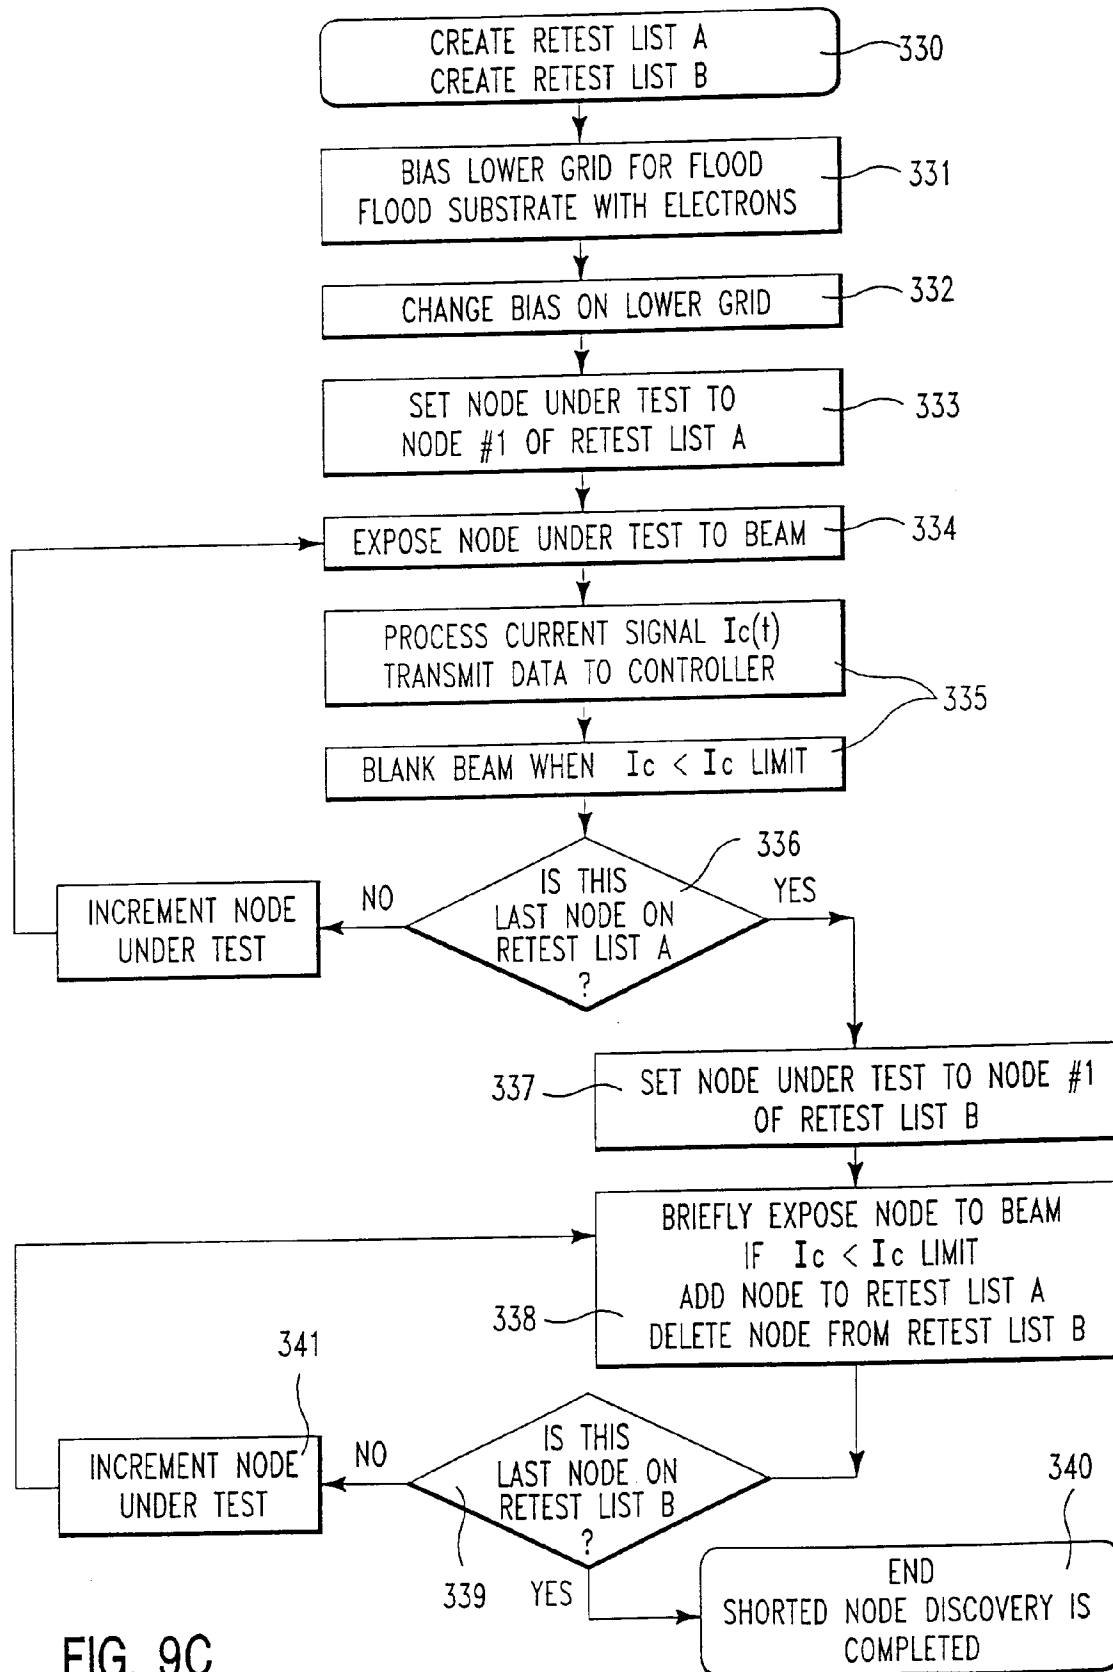 CREATE RETEST LIST A
CREATE RETEST LIST B
330
BIAS LOWER GRID FOR FLOOD
FLOOD SUBSTRATE WITH ELECTRONS
331
CHANGE BIAS ON LOWER GRID
332
SET NODE UNDER TEST TO
NODE #1 OF RETEST LIST A
333
EXPOSE NODE UNDER TEST TO BEAM
334
PROCESS CURRENT SIGNAL Ic(t)
TRANSMIT DATA TO CONTROLLER
335
BLANK BEAM WHEN Ic < Ic LIMIT
336
IS THIS
LAST NODE ON
RETEST LIST A
?
NO
YES
INCREMENT NODE
UNDER TEST
337
SET NODE UNDER TEST TO NODE #1
OF RETEST LIST B
BRIEFLY EXPOSE NODE TO BEAM
IF Ic < Ic LIMIT
ADD NODE TO RETEST LIST A
DELETE NODE FROM RETEST LIST B
338
341
INCREMENT NODE
UNDER TEST
NO
IS THIS
LAST NODE ON
RETEST LIST B
?
339
YES
340
END
SHORTED NODE DISCOVERY IS
COMPLETED
FIG. 9C